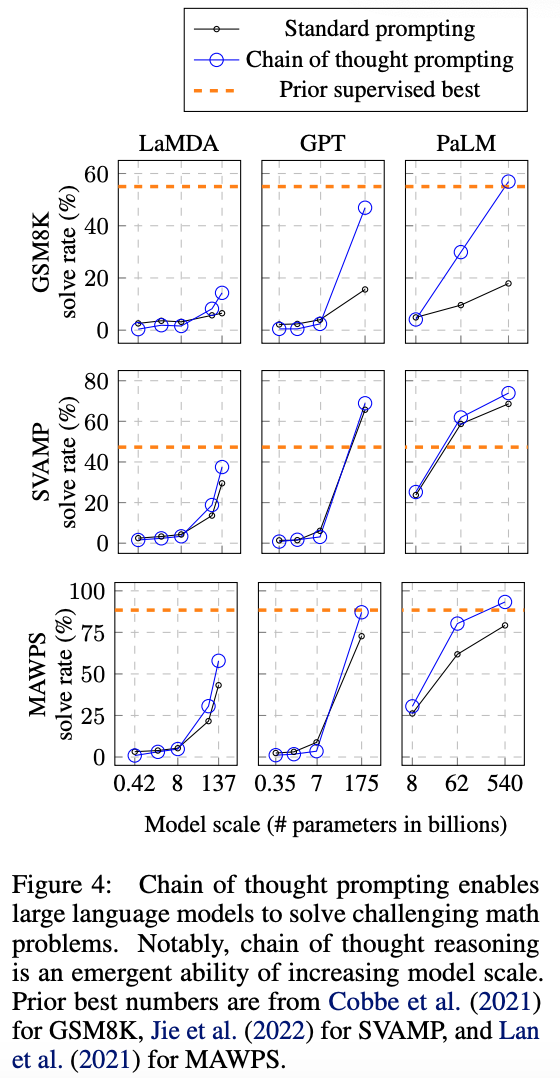 Standard prompting
Chain of thought prompting
Prior supervised best
LaMDA
GPT
PaLM
GSM8K
solve rate (%)
60
40
20
0
SVAMP
solve rate (%)
80
60
40
20
0
MAWPS
solve rate (%)
100
75
50
25
0
0.42 8 137
0.35 7 175
8 62 540
Model scale (# parameters in billions)
Figure 4: Chain of thought prompting enables
large language models to solve challenging math
problems. Notably, chain of thought reasoning
is an emergent ability of increasing model scale.
Prior best numbers are from Cobbe et al. (2021)
for GSM8K, Jie et al. (2022) for SVAMP, and Lan
et al. (2021) for MAWPS.